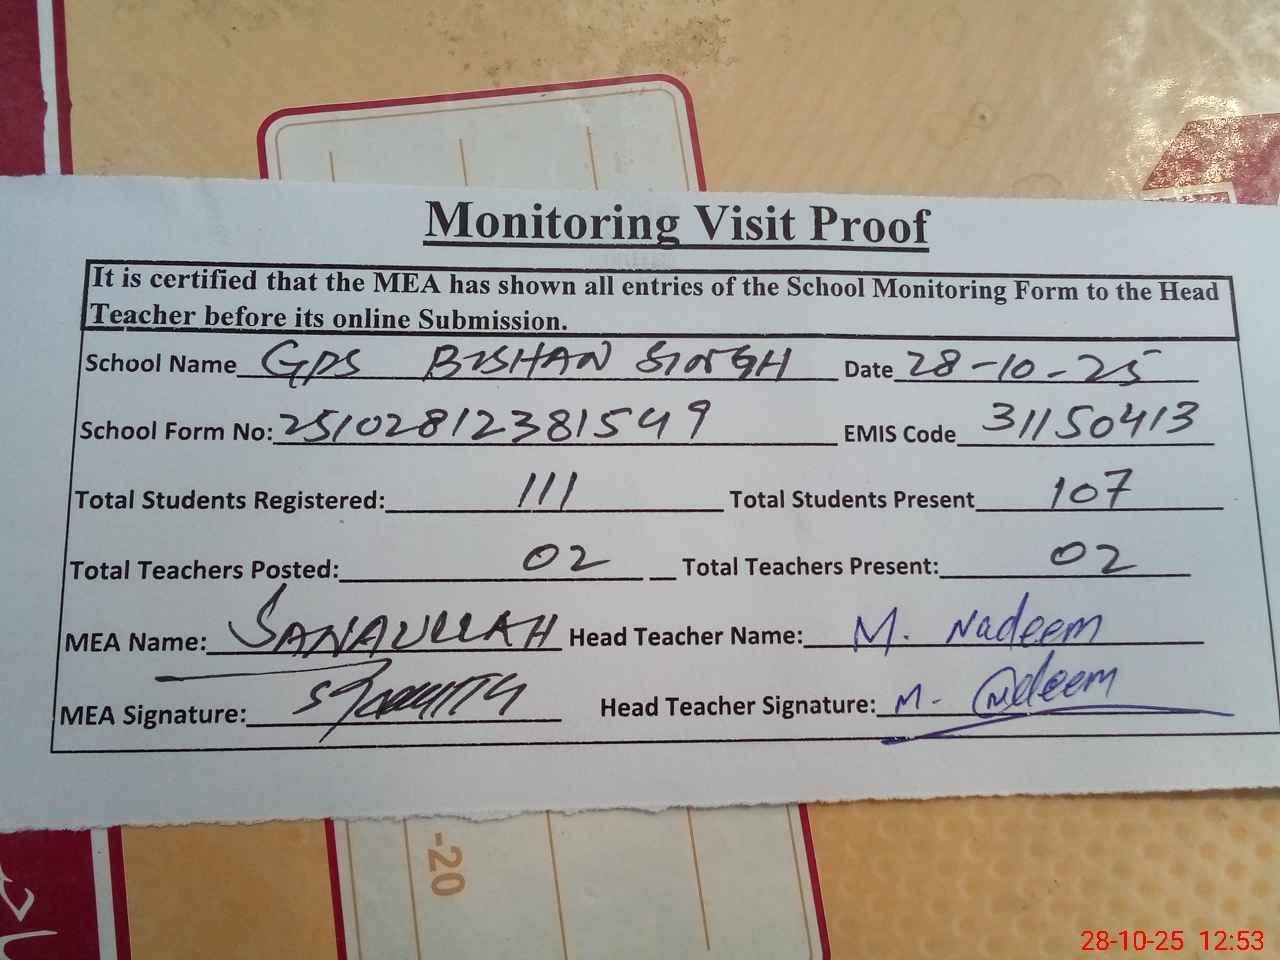 Monitoring Visit Proof
It is certified that the MEA has shown all entries of the School Monitoring Form to the Head
Teacher before its online Submission.
School Name GPS BISHAN SINGH Date 28-10-25
School Form No: 25102812381549 EMIS Code 31150413
Total Students Registered: 111 Total Students Present 107
Total Teachers Posted: 02 Total Teachers Present: 02
MEA Name: SANAULLAH Head Teacher Name: M. Nadeem
MEA Signature: Head Teacher Signature: M. Nadeem
-20
28-10-25 12:53